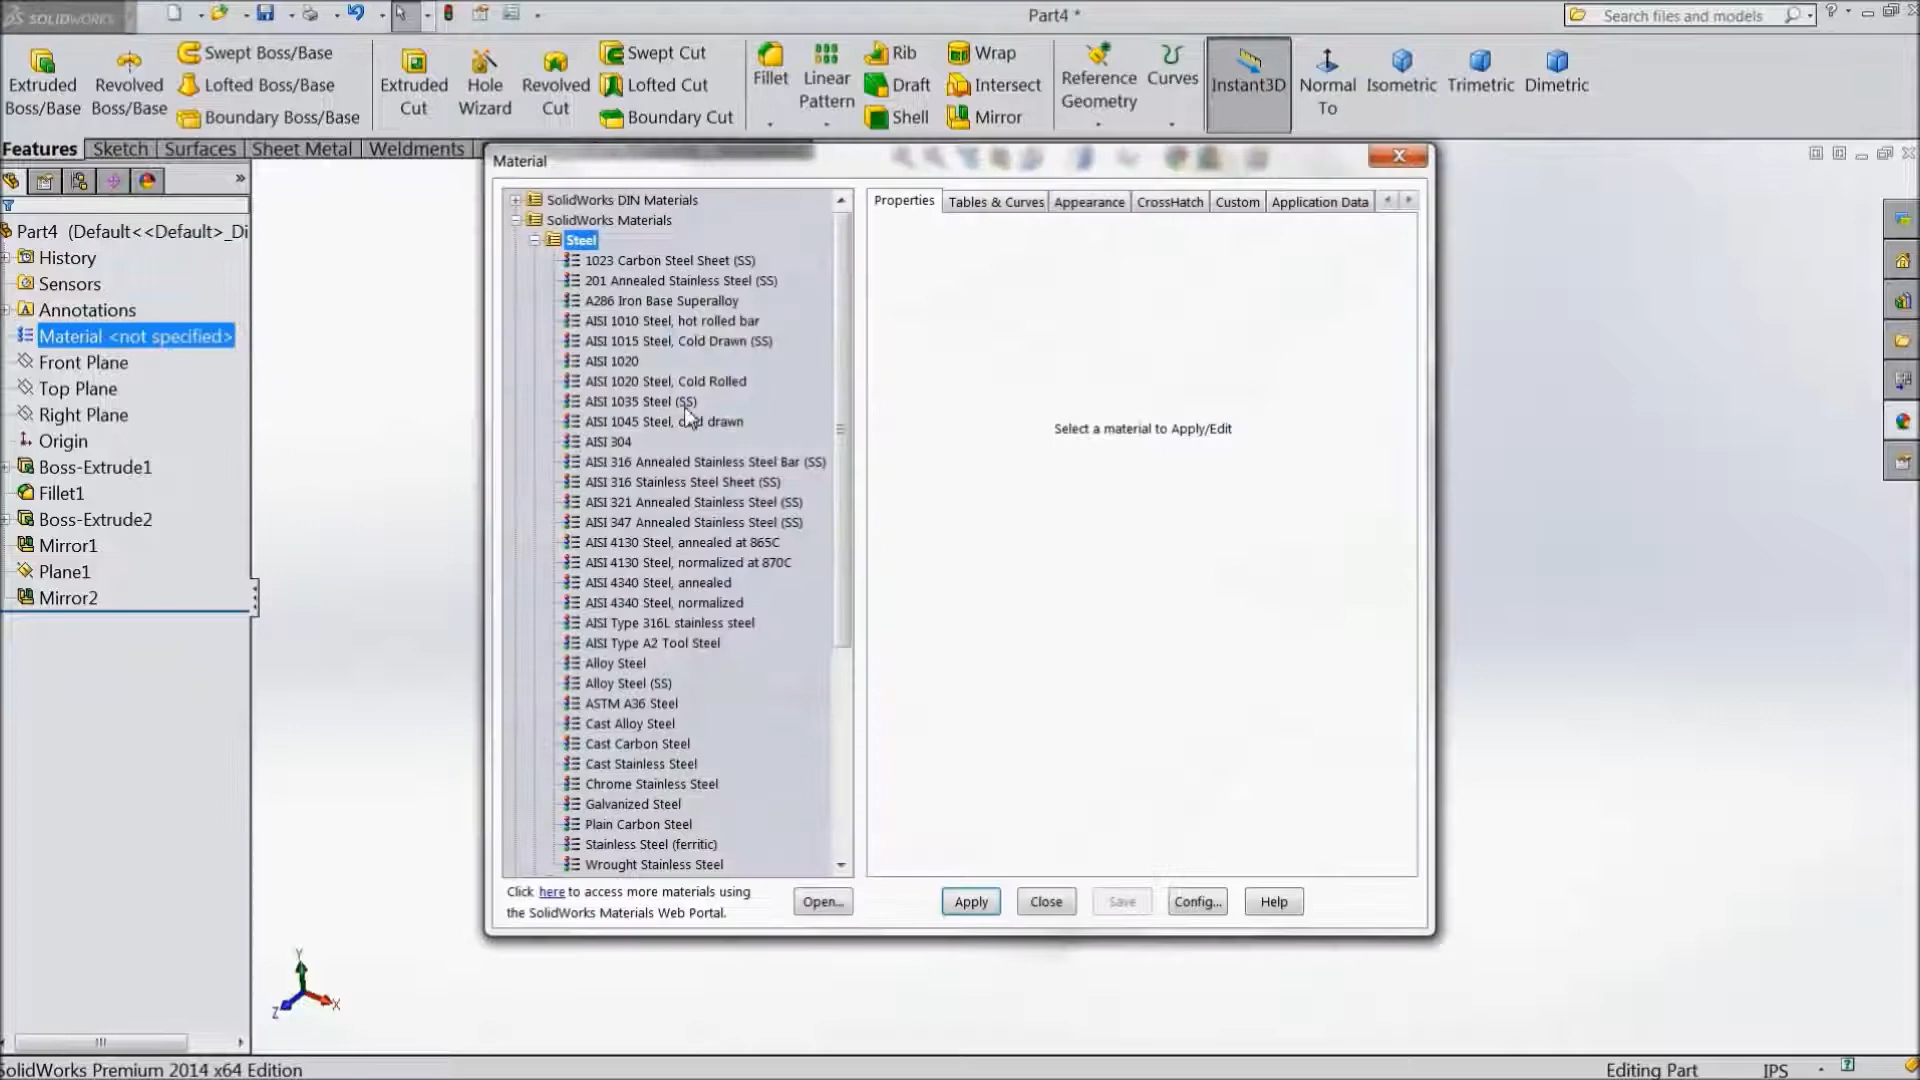 SOLIDWORKS
Part4 *
Search files and models
Extruded Boss/Base
Revolved Boss/Base
Swept Boss/Base
Lofted Boss/Base
Boundary Boss/Base
Extruded Cut
Hole Wizard
Revolved Cut
Swept Cut
Lofted Cut
Boundary Cut
Fillet
Linear Pattern
Rib
Draft
Shell
Wrap
Intersect
Mirror
Reference Geometry
Curves
Instant3D
Normal To
Isometric
Trimetric
Dimetric
Features
Sketch
Surfaces
Sheet Metal
Weldments
Part4 (Default<<Default>_Di
History
Sensors
Annotations
Material <not specified>
Front Plane
Top Plane
Right Plane
Origin
Boss-Extrude1
Fillet1
Boss-Extrude2
Mirror1
Plane1
Mirror2
Material
SolidWorks DIN Materials
SolidWorks Materials
Steel
1023 Carbon Steel Sheet (SS)
201 Annealed Stainless Steel (SS)
A286 Iron Base Superalloy
AISI 1010 Steel, hot rolled bar
AISI 1015 Steel, Cold Drawn (SS)
AISI 1020
AISI 1020 Steel, Cold Rolled
AISI 1035 Steel (SS)
AISI 1045 Steel, cold drawn
AISI 304
AISI 316 Annealed Stainless Steel Bar (SS)
AISI 316 Stainless Steel Sheet (SS)
AISI 321 Annealed Stainless Steel (SS)
AISI 347 Annealed Stainless Steel (SS)
AISI 4130 Steel, annealed at 865C
AISI 4130 Steel, normalized at 870C
AISI 4340 Steel, annealed
AISI 4340 Steel, normalized
AISI Type 316L stainless steel
AISI Type A2 Tool Steel
Alloy Steel
Alloy Steel (SS)
ASTM A36 Steel
Cast Alloy Steel
Cast Carbon Steel
Cast Stainless Steel
Chrome Stainless Steel
Galvanized Steel
Plain Carbon Steel
Stainless Steel (ferritic)
Wrought Stainless Steel
Click here to access more materials using
the SolidWorks Materials Web Portal.
Open...
Properties
Tables & Curves
Appearance
CrossHatch
Custom
Application Data
Select a material to Apply/Edit
Apply
Close
Save
Config...
Help
Y
X
Z
SolidWorks Premium 2014 x64 Edition
Editing Part
IPS